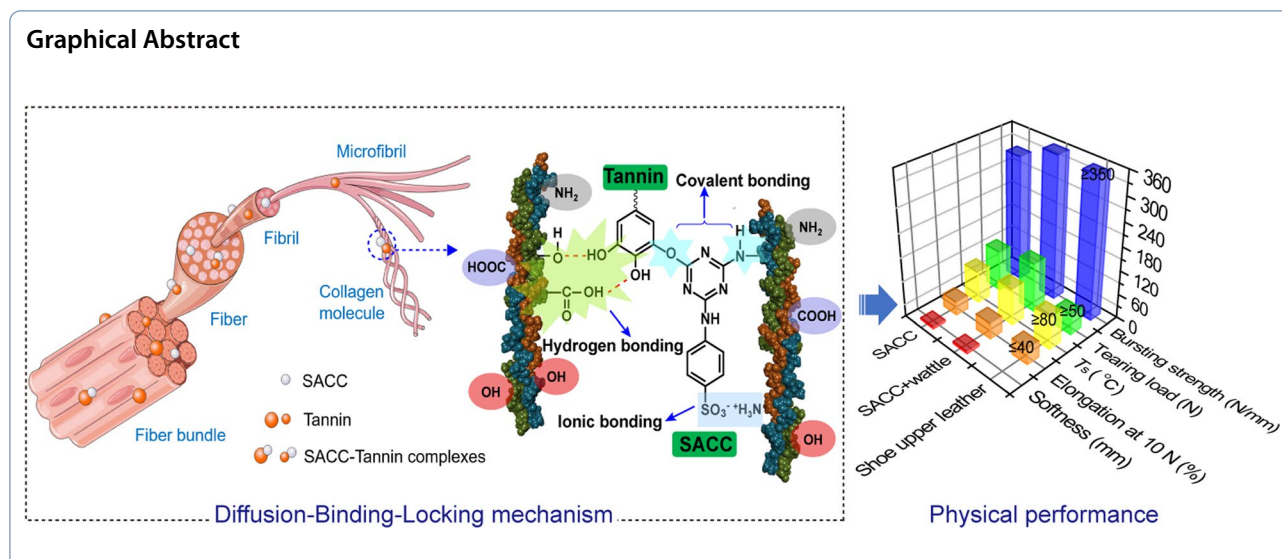 Graphical Abstract
Microfibril
Fibril
Fiber
Collagen
molecule
Fiber bundle
SACC
Tannin
SACC-Tannin complexes
Tannin
Covalent bonding
NH2
NH2
H
O
HO
O
H
N
HOOC
OH
OH
C
O
N
N
N
COOH
NH
Hydrogen bonding
OH
OH
Ionic bonding
SO3- +H3N
SACC
OH
Diffusion-Binding-Locking mechanism
360
300
240
180
120
60
0
≥350
≥50
≥80
≤40
SACC
SACC+wattle
Shoe upper leather
Bursting strength (N/mm)
Tearing load (N)
Ts (°C)
Elongation at 10 N (%)
Softness (mm)
Physical performance